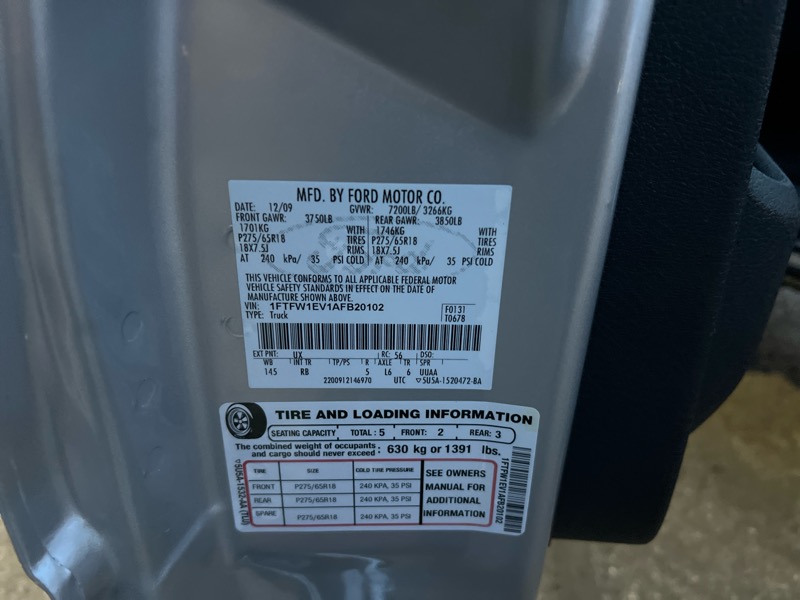 MFD. BY FORD MOTOR CO.
DATE: 12/09 GVWR: 7200LB/ 3266KG
FRONT GAWR: 3750LB REAR GAWR: 3850LB
1701KG WITH 1746KG WITH
P275/65R18 TIRES P275/65R18 TIRES
18X7.5J RIMS 18X7.5J RIMS
AT 240 kPa/ 35 PSI COLD AT 240 kPa/ 35 PSI COLD
THIS VEHICLE CONFORMS TO ALL APPLICABLE FEDERAL MOTOR
VEHICLE SAFETY STANDARDS IN EFFECT ON THE DATE OF
MANUFACTURE SHOWN ABOVE.
VIN: 1FTFW1EV1AFB20102 F0131
TYPE: Truck T0678
EXT PNT: UX RC: 56 DSO:
WB INT TR TP/PS R AXLE TR SPR
145 RB 5 L6 6 UUAA
2200912146970 UTC ▽5U5A-1520472-BA
TIRE AND LOADING INFORMATION
SEATING CAPACITY TOTAL: 5 FRONT: 2 REAR: 3
The combined weight of occupants
and cargo should never exceed: 630 kg or 1391 lbs.
TIRE SIZE COLD TIRE PRESSURE SEE OWNERS
FRONT P275/65R18 240 KPA, 35 PSI MANUAL FOR
REAR P275/65R18 240 KPA, 35 PSI ADDITIONAL
SPARE P275/65R18 240 KPA, 35 PSI INFORMATION
▽5U5A-1532-AA (TLU)
1FTFW1EV1AFB20102